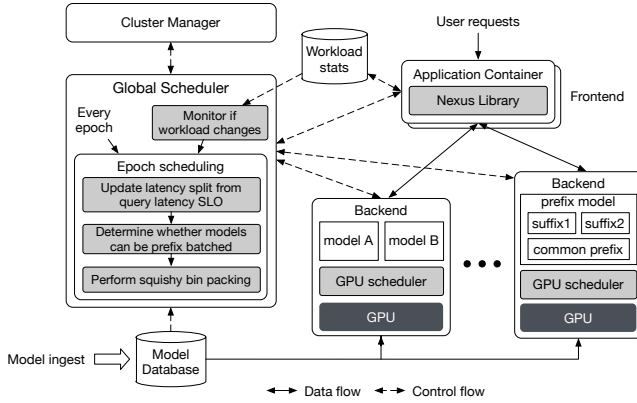 Cluster Manager
User requests
Workload
stats
Global Scheduler
Every
epoch
Monitor if
workload changes
Application Container
Nexus Library
Frontend
Epoch scheduling
Update latency split from
query latency SLO
Determine whether models
can be prefix batched
Perform squishy bin packing
Backend
model A
model B
GPU scheduler
GPU
Backend
prefix model
suffix1
suffix2
common prefix
GPU scheduler
GPU
Model ingest
Model
Database
Data flow
Control flow